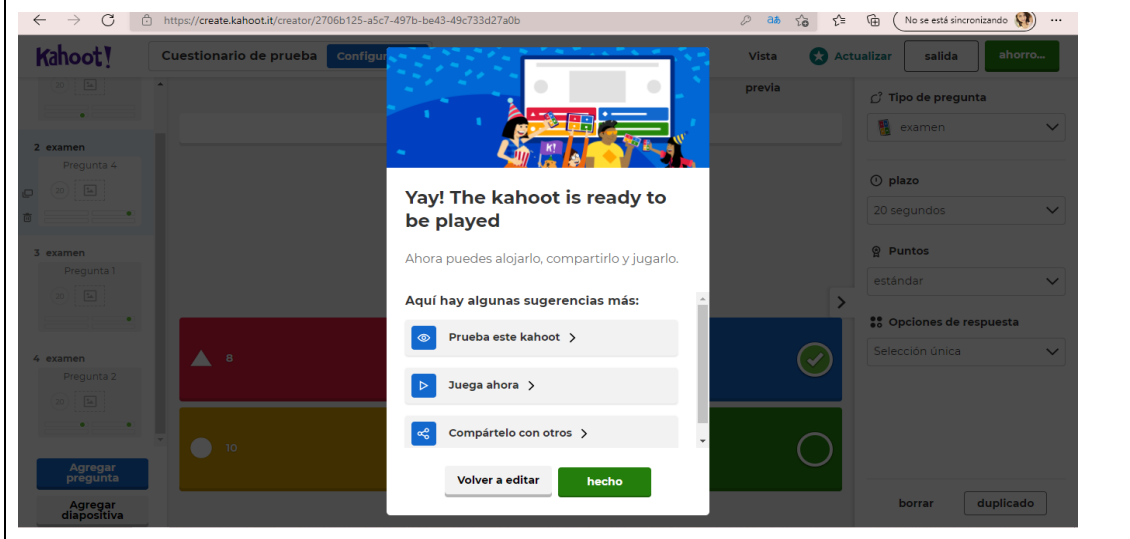 https://create.kahoot.it/creator/2706b125-a5c7-497b-be43-49c733d27a0b
No se está sincronizando
Kahoot!
Cuestionario de prueba
Configur
Vista
previa
Actualizar
salida
ahorro...
2 examen
Pregunta 4
3 examen
Pregunta 1
4 examen
Pregunta 2
Agregar
pregunta
Agregar
diapositiva
8
10
K!
Yay! The kahoot is ready to
be played
Ahora puedes alojarlo, compartirlo y jugarlo.
Aquí hay algunas sugerencias más:
Prueba este kahoot >
Juega ahora >
Compártelo con otros >
Volver a editar
hecho
Tipo de pregunta
examen
plazo
20 segundos
Puntos
estándar
Opciones de respuesta
Selección única
borrar
duplicado